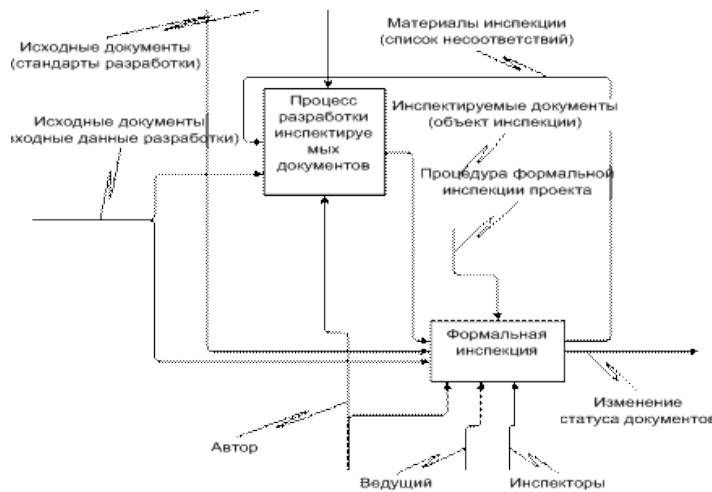 Исходные документы
(стандарты разработки)
Материалы инспекции
(список несоответствий)
Исходные документы
входные данные разработки)
Процесс
разработки
инспектируе
мых
документов
Инспектируемые документы
(объект инспекции)
Процедура формальной
инспекции проекта
Формальная
инспекция
Изменение
статуса документов
Автор
Ведущий
Инспекторы